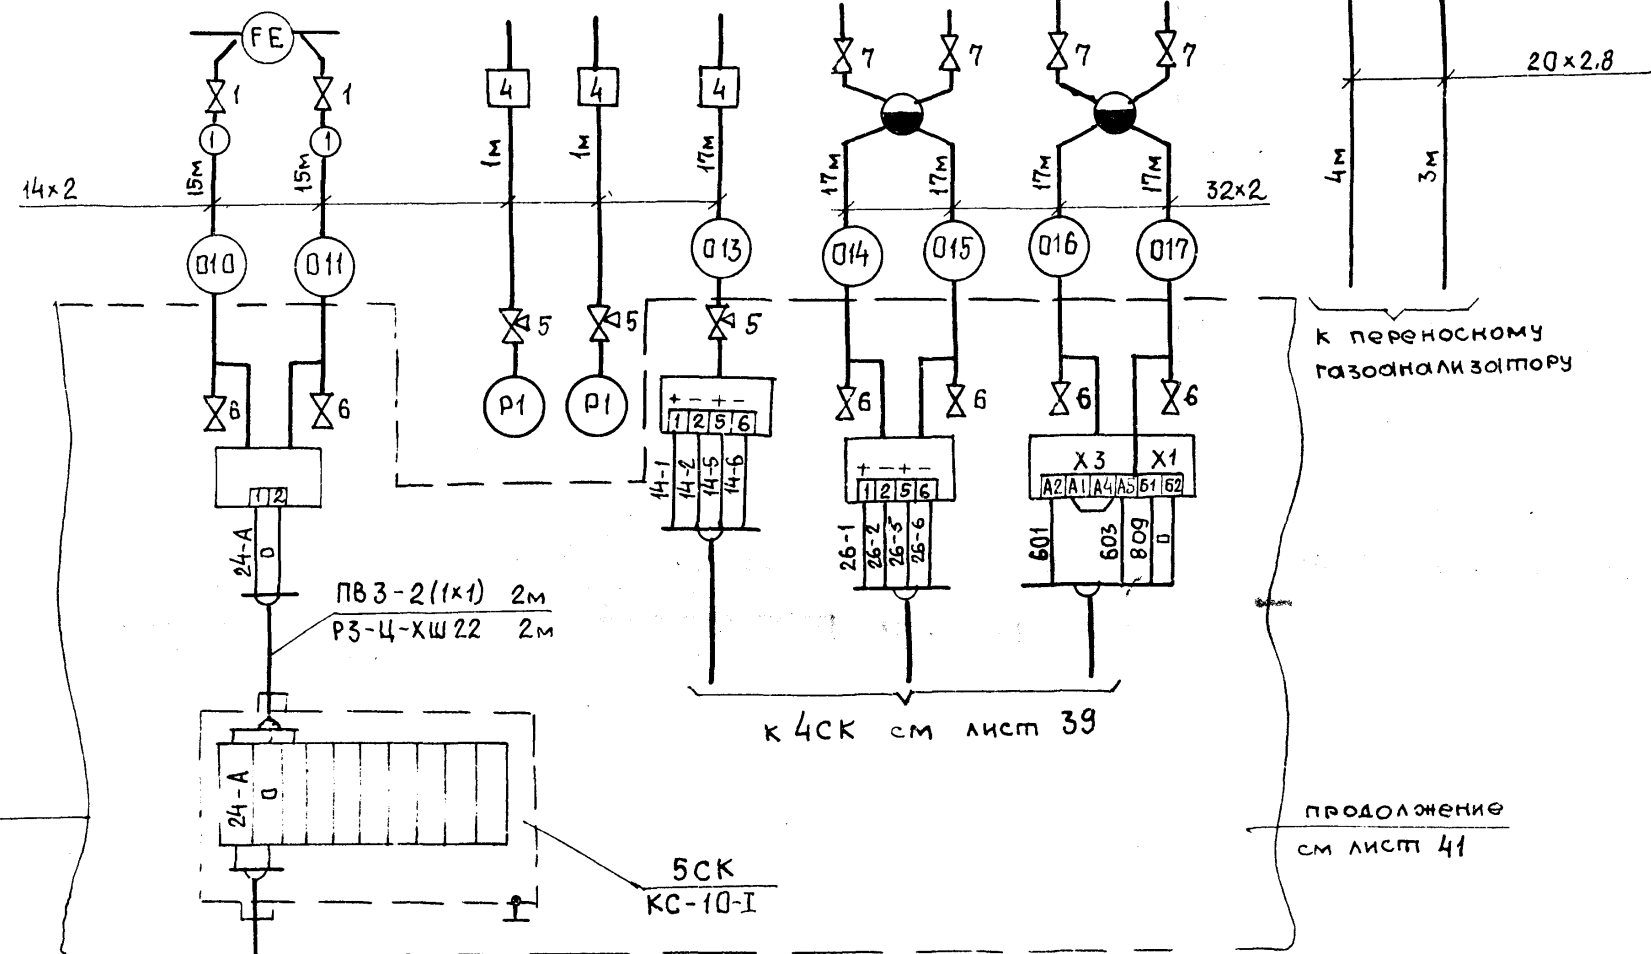 FE
1
1
4
4
4
7
7
7
7
20×2.8
1
1
15м
15м
1м
1м
17м
17м
17м
17м
17м
4м
3м
14×2
32×2
010
011
013
014
015
016
017
5
5
5
к переносному
газоанализатору
6
6
Р1
Р1
+ - + -
1 2 5 6
6
6
6
6
14-1
14-2
14-5
14-6
+ - + -
1 2 5 6
Х3 Х1
А2 А1 А4 А5 Б1 Б2
1 2
24-А
0
26-1
26-2
26-5
26-6
601
603
809
0
ПВ3-2(1×1) 2м
РЗ-Ц-ХШ22 2м
к 4СК см лист 39
24-А
0
продолжение
см лист 41
5СК
КС-10-I